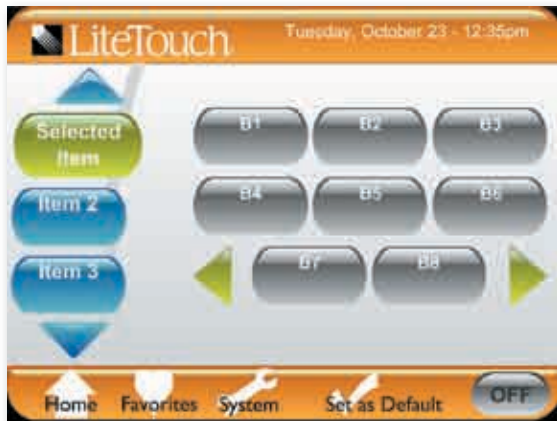 LiteTouch
Tuesday, October 23 - 12:35pm
Selected
Item
Item 2
Item 3
B1 B2 B3
B4 B5 B6
B7 B8
Home Favorites System Set as Default OFF